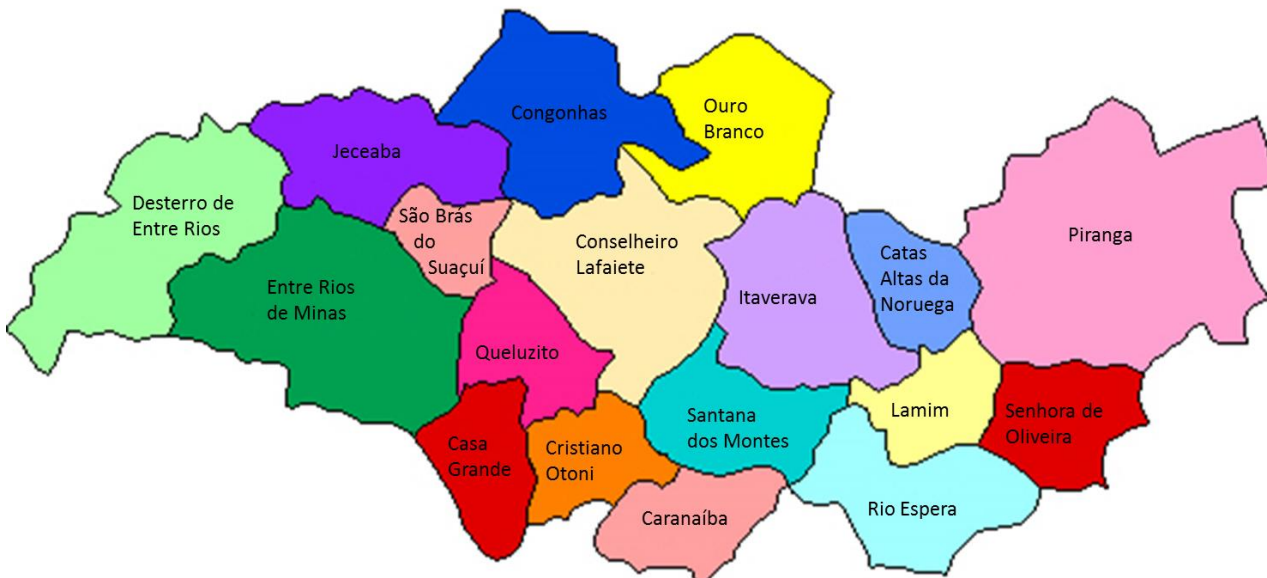 Congonhas
Ouro
Branco
Jeceaba
Desterro de
Entre Rios
São Brás
do
Suaçuí
Conselheiro
Lafaiete
Catas
Altas da
Noruega
Piranga
Entre Rios
de Minas
Itaverava
Queluzito
Santana
dos Montes
Lamim
Senhora de
Oliveira
Casa
Grande
Cristiano
Otoni
Caranaíba
Rio Espera